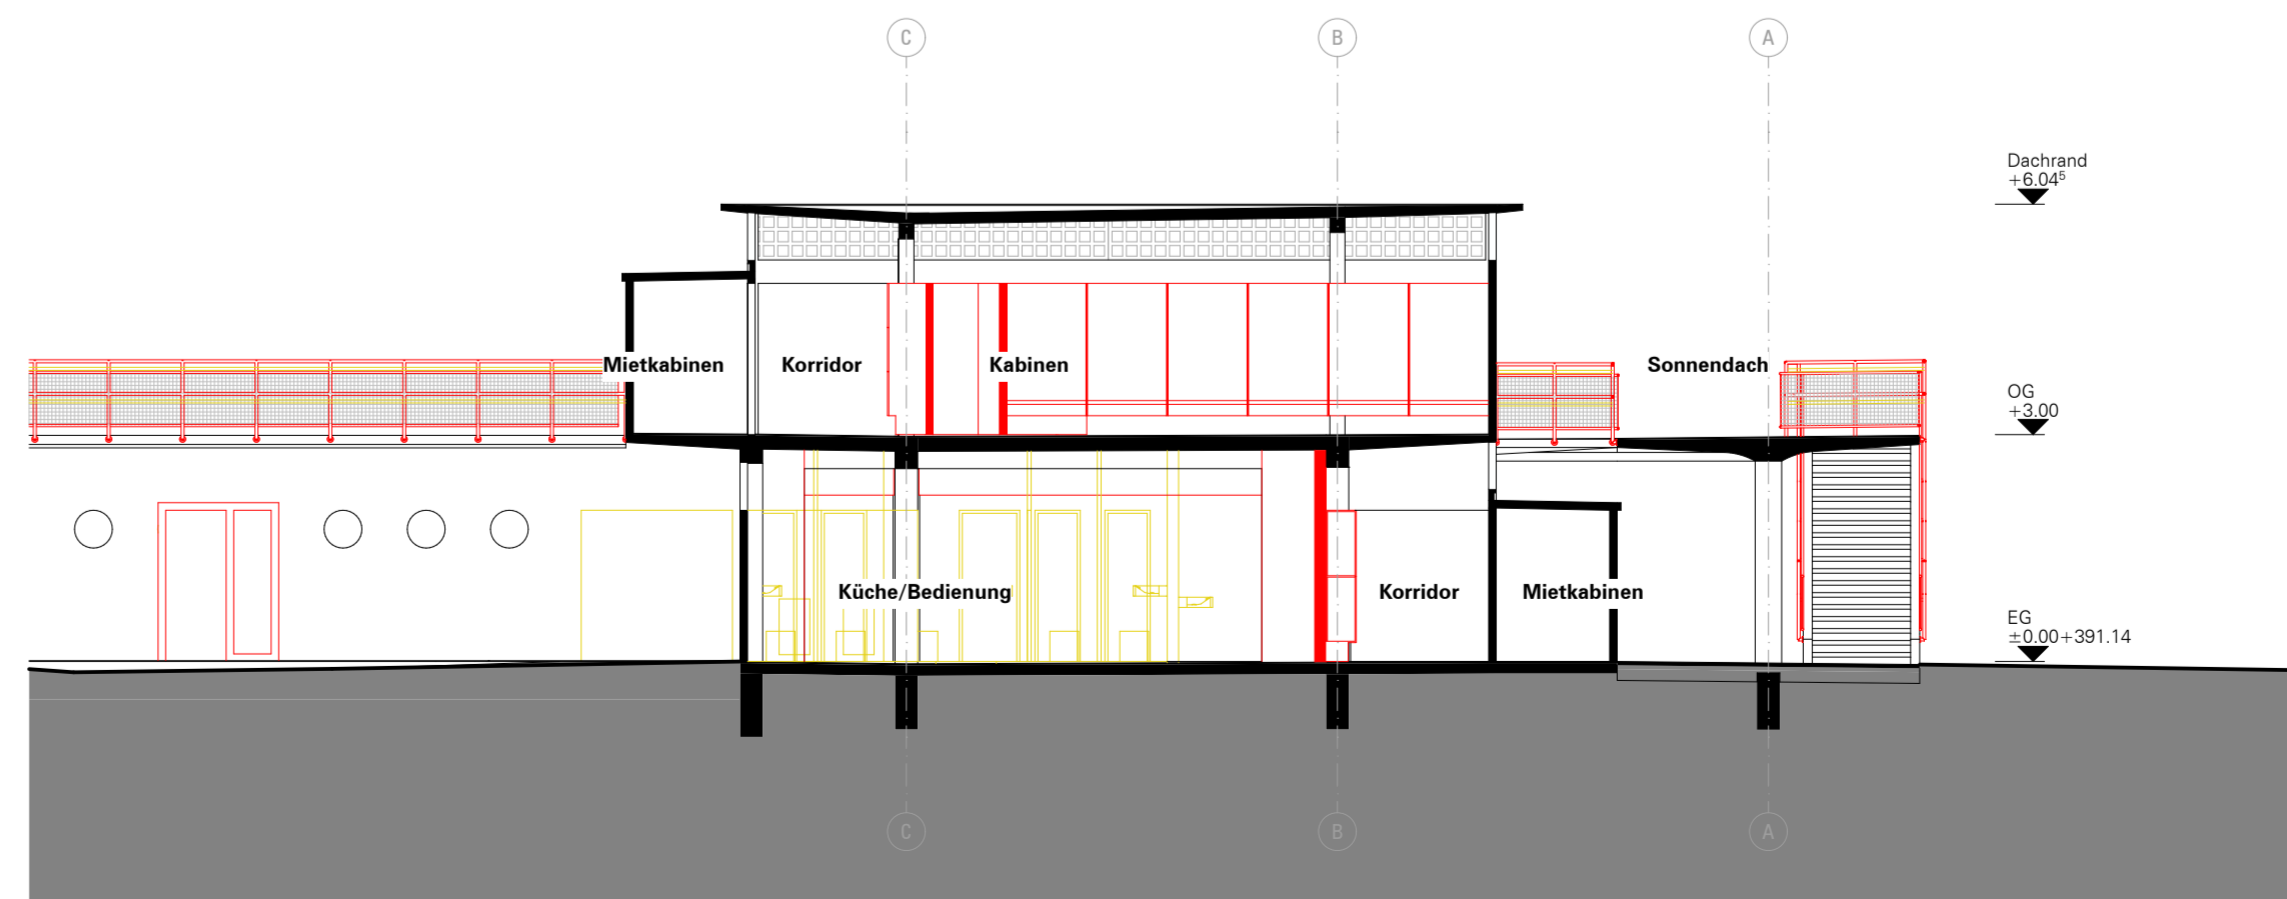 C B A
Dachrand
+6.04⁵
Mietkabinen Korridor Kabinen Sonnendach
OG
+3.00
Küche/Bedienung Korridor Mietkabinen
EG
±0.00+391.14
C B A